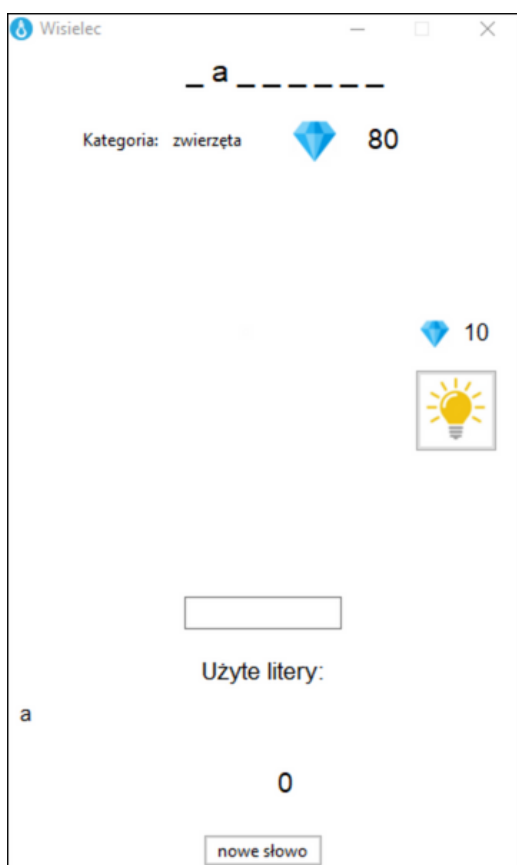 Wisielec
_ a _ _ _ _ _ _
Kategoria: zwierzęta 80
10
Użyte litery:
a
0
nowe słowo